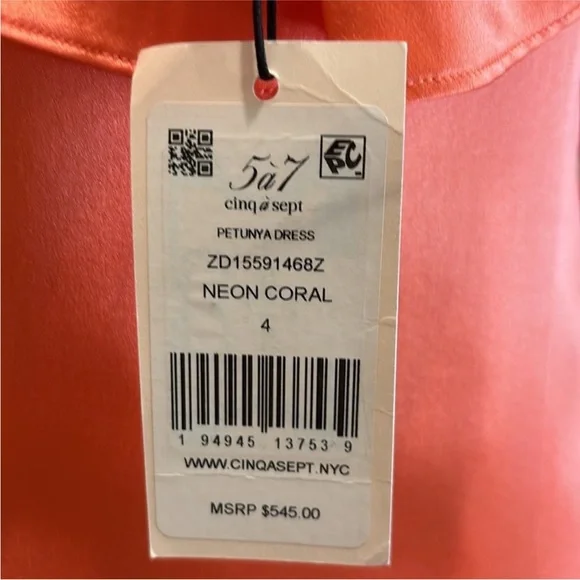 5à7
EPC
cinq à sept
PETUNYA DRESS
ZD15591468Z
NEON CORAL
4
1 94945 13753 9
WWW.CINQASEPT.NYC
MSRP $545.00